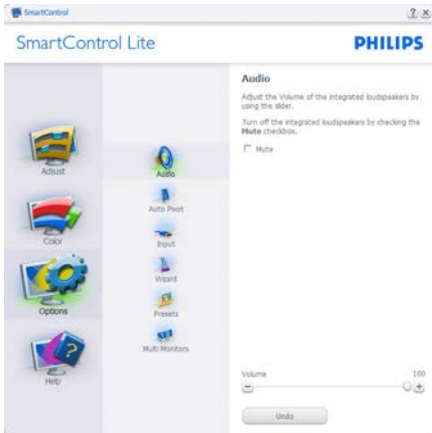 SmartControl
SmartControl Lite
PHILIPS
Adjust
Color
Options
Help
Audio
Auto Pivot
Input
Wizard
Presets
Multi Monitors
Audio
Adjust the Volume of the integrated loudspeakers by
using the slider.
Turn off the integrated loudspeakers by checking the
Mute checkbox.
Mute
Volume 100
Undo